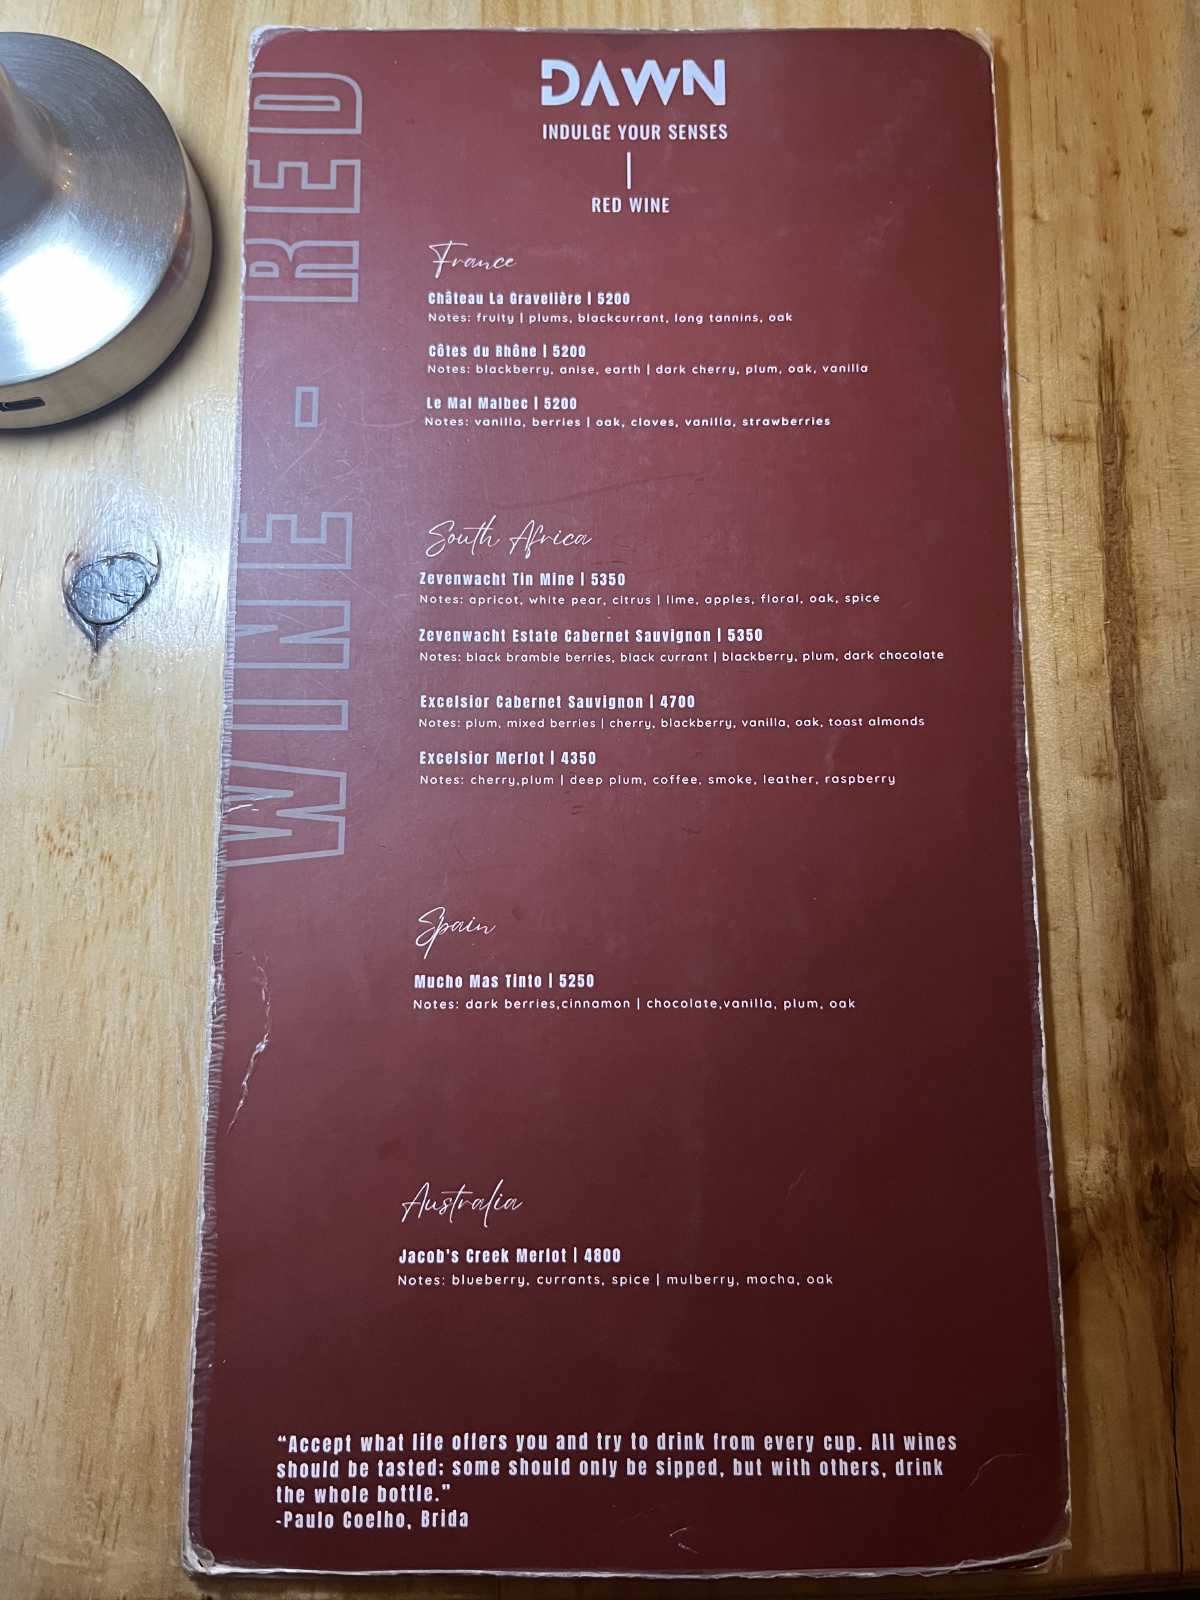 DAWN
INDULGE YOUR SENSES
RED WINE
WINE - RED
France
Château La Gravelière | 5200
Notes: fruity | plums, blackcurrant, long tannins, oak
Côtes du Rhône | 5200
Notes: blackberry, anise, earth | dark cherry, plum, oak, vanilla
Le Mal Malbec | 5200
Notes: vanilla, berries | oak, cloves, vanilla, strawberries
South Africa
Zevenwacht Tin Mine | 5350
Notes: apricot, white pear, citrus | lime, apples, floral, oak, spice
Zevenwacht Estate Cabernet Sauvignon | 5350
Notes: black bramble berries, black currant | blackberry, plum, dark chocolate
Excelsior Cabernet Sauvignon | 4700
Notes: plum, mixed berries | cherry, blackberry, vanilla, oak, toast almonds
Excelsior Merlot | 4350
Notes: cherry,plum | deep plum, coffee, smoke, leather, raspberry
Spain
Mucho Mas Tinto | 5250
Notes: dark berries,cinnamon | chocolate,vanilla, plum, oak
Australia
Jacob's Creek Merlot | 4800
Notes: blueberry, currants, spice | mulberry, mocha, oak
“Accept what life offers you and try to drink from every cup. All wines
should be tasted; some should only be sipped, but with others, drink
the whole bottle.”
-Paulo Coelho, Brida